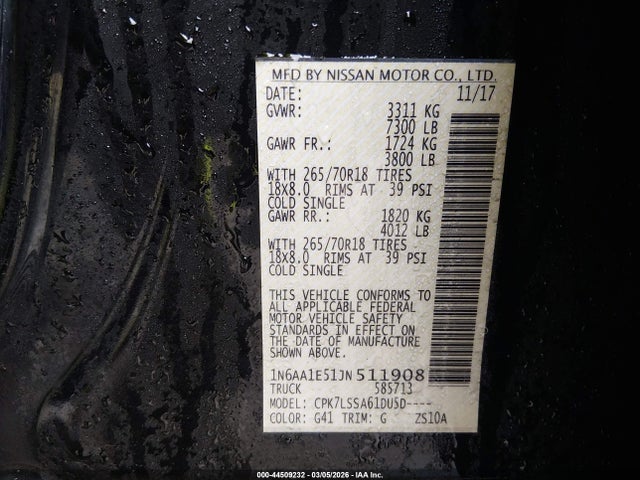 MFD BY NISSAN MOTOR CO., LTD.
DATE: 11/17
GVWR: 3311 KG
7300 LB
GAWR FR.: 1724 KG
3800 LB
WITH 265/70R18 TIRES
18X8.0 RIMS AT 39 PSI
COLD SINGLE
GAWR RR.: 1820 KG
4012 LB
WITH 265/70R18 TIRES
18X8.0 RIMS AT 39 PSI
COLD SINGLE
THIS VEHICLE CONFORMS TO
ALL APPLICABLE FEDERAL
MOTOR VEHICLE SAFETY
STANDARDS IN EFFECT ON
THE DATE OF MANUFACTURE
SHOWN ABOVE.
1N6AA1E51JN511908
TRUCK 585713
MODEL: CPK7LSSA61DU5D----
COLOR: G41 TRIM: G ZS10A
000-44509232 - 03/05/2026 - IAA Inc.